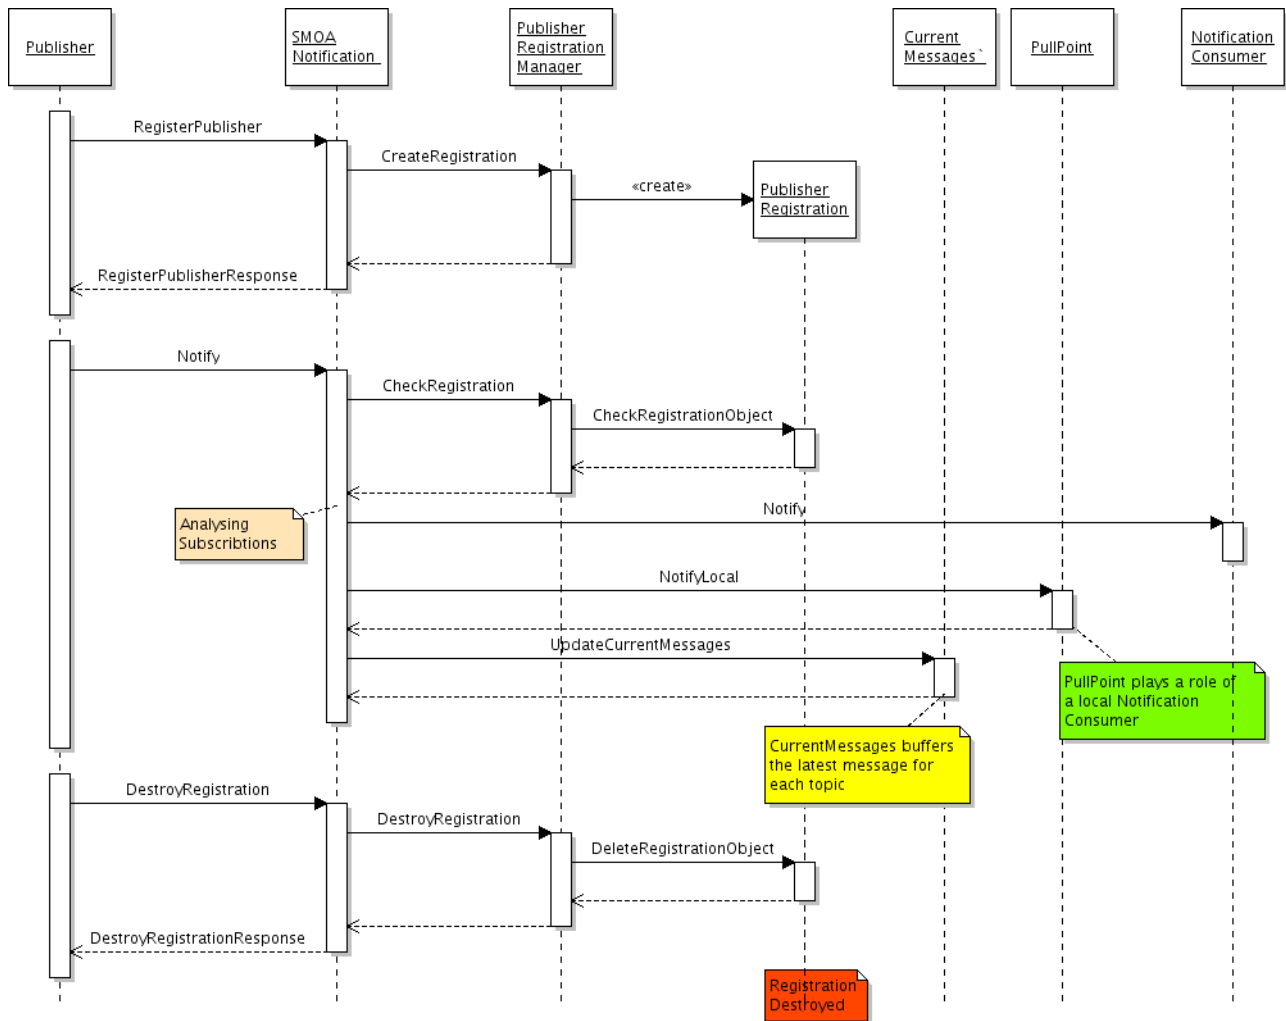 Publisher
SMOA
Notification_
Publisher
Registration
Manager
Current
Messages`
PullPoint
Notification
Consumer
RegisterPublisher
CreateRegistration
«create»
Publisher
Registration
RegisterPublisherResponse
Notify
CheckRegistration
CheckRegistrationObject
Analysing
Subscribtions
Notify
NotifyLocal
UpdateCurrentMessages
PullPoint plays a role of
a local Notification
Consumer
CurrentMessages buffers
the latest message for
each topic
DestroyRegistration
DestroyRegistration
DeleteRegistrationObject
DestroyRegistrationResponse
Registration
Destroyed